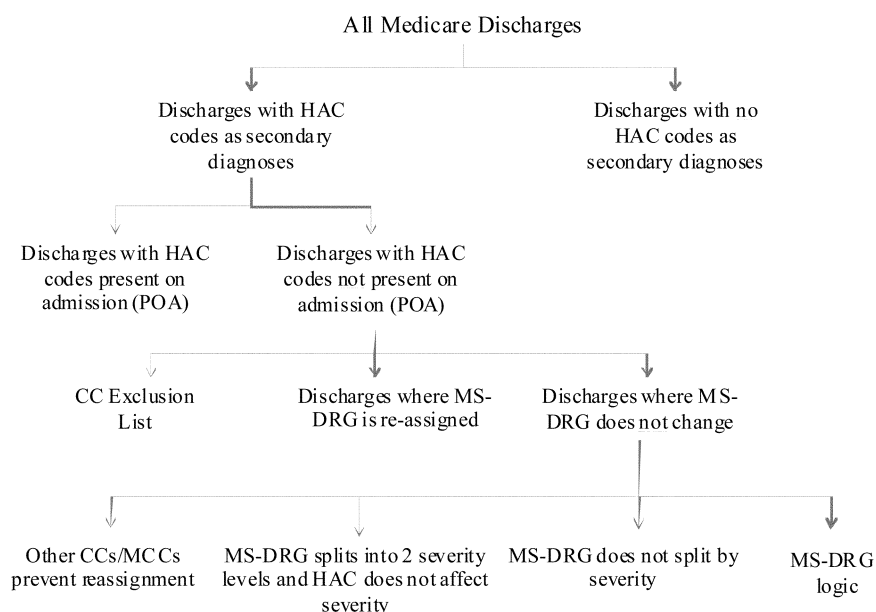 All Medicare Discharges
Discharges with HAC
codes as secondary
diagnoses
Discharges with no
HAC codes as
secondary diagnoses
Discharges with HAC
codes present on
admission (POA)
Discharges with HAC
codes not present on
admission (POA)
CC Exclusion
List
Discharges where MS-
DRG is re-assigned
Discharges where MS-
DRG does not change
Other CCs/MCCs
prevent reassignment
MS-DRG splits into 2 severity
levels and HAC does not affect
severity
MS-DRG does not split by
severity
MS-DRG
logic